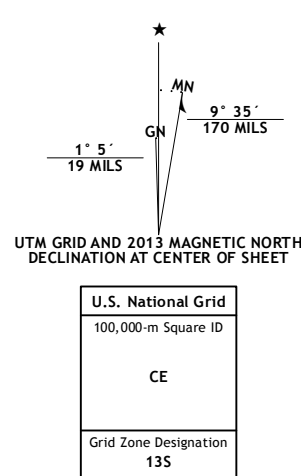 ★
MN
9° 35´
170 MILS
GN
1° 5´
19 MILS
UTM GRID AND 2013 MAGNETIC NORTH
DECLINATION AT CENTER OF SHEET
U.S. National Grid
100,000-m Square ID
CE
Grid Zone Designation
13S